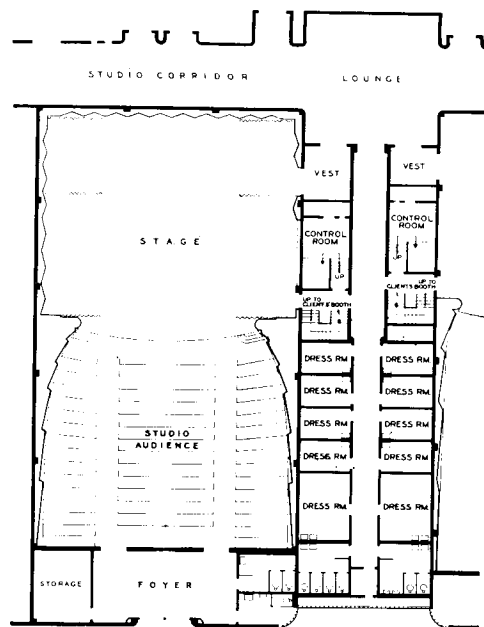 STUDIO CORRIDOR
LOUNGE
VEST
VEST
STAGE
CONTROL
ROOM
CONTROL
ROOM
UP
UP
UP TO
CLIENTS BOOTH
UP TO
CLIENTS BOOTH
DRESS RM.
DRESS RM.
DRESS RM.
DRESS RM.
STUDIO
AUDIENCE
DRESS RM.
DRESS RM.
DRESS RM.
DRESS RM.
DRESS RM.
DRESS RM.
STORAGE
FOYER